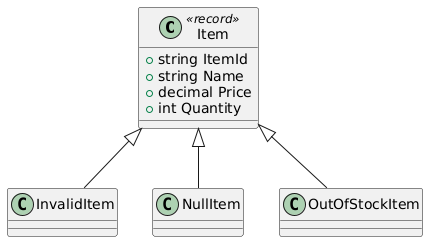 C «record»
Item
string ItemId
string Name
decimal Price
int Quantity
C InvalidItem
C NullItem
C OutOfStockItem